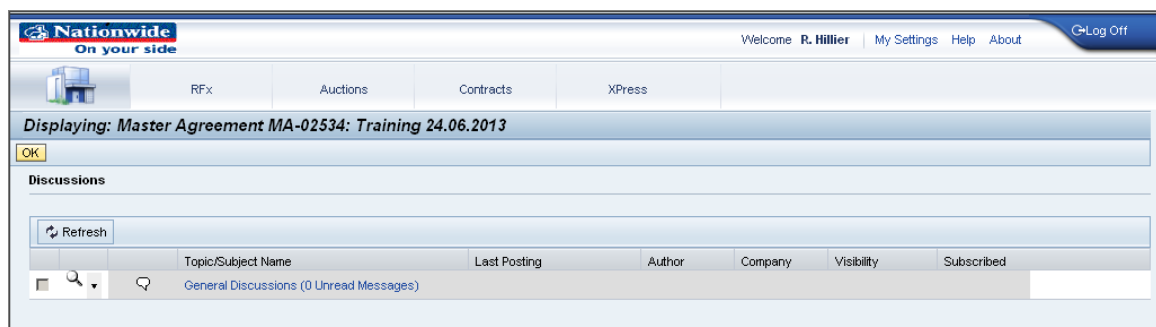 Nationwide
On your side
Welcome R. Hillier My Settings Help About Log Off
RFx Auctions Contracts XPress
Displaying: Master Agreement MA-02534: Training 24.06.2013
OK
Discussions
Refresh
Topic/Subject Name Last Posting Author Company Visibility Subscribed
General Discussions (0 Unread Messages)